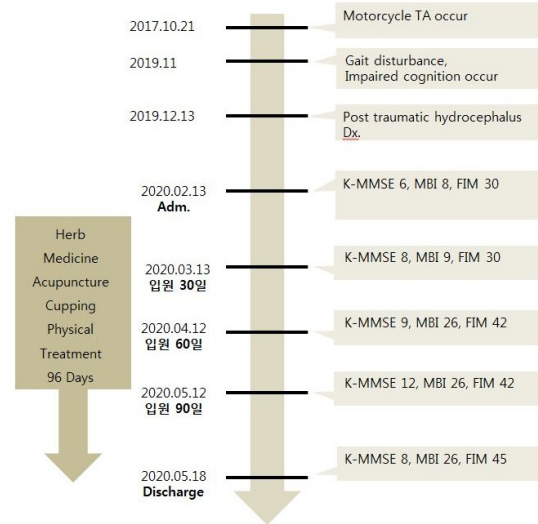 2017.10.21
Motorcycle TA occur
2019.11
Gait disturbance,
Impaired cognition occur
2019.12.13
Post traumatic hydrocephalus
Dx.
2020.02.13
Adm.
K-MMSE 6, MBI 8, FIM 30
Herb
Medicine
Acupuncture
Cupping
Physical
Treatment
96 Days
2020.03.13
입원 30일
K-MMSE 8, MBI 9, FIM 30
2020.04.12
입원 60일
K-MMSE 9, MBI 26, FIM 42
2020.05.12
입원 90일
K-MMSE 12, MBI 26, FIM 42
2020.05.18
Discharge
K-MMSE 8, MBI 26, FIM 45